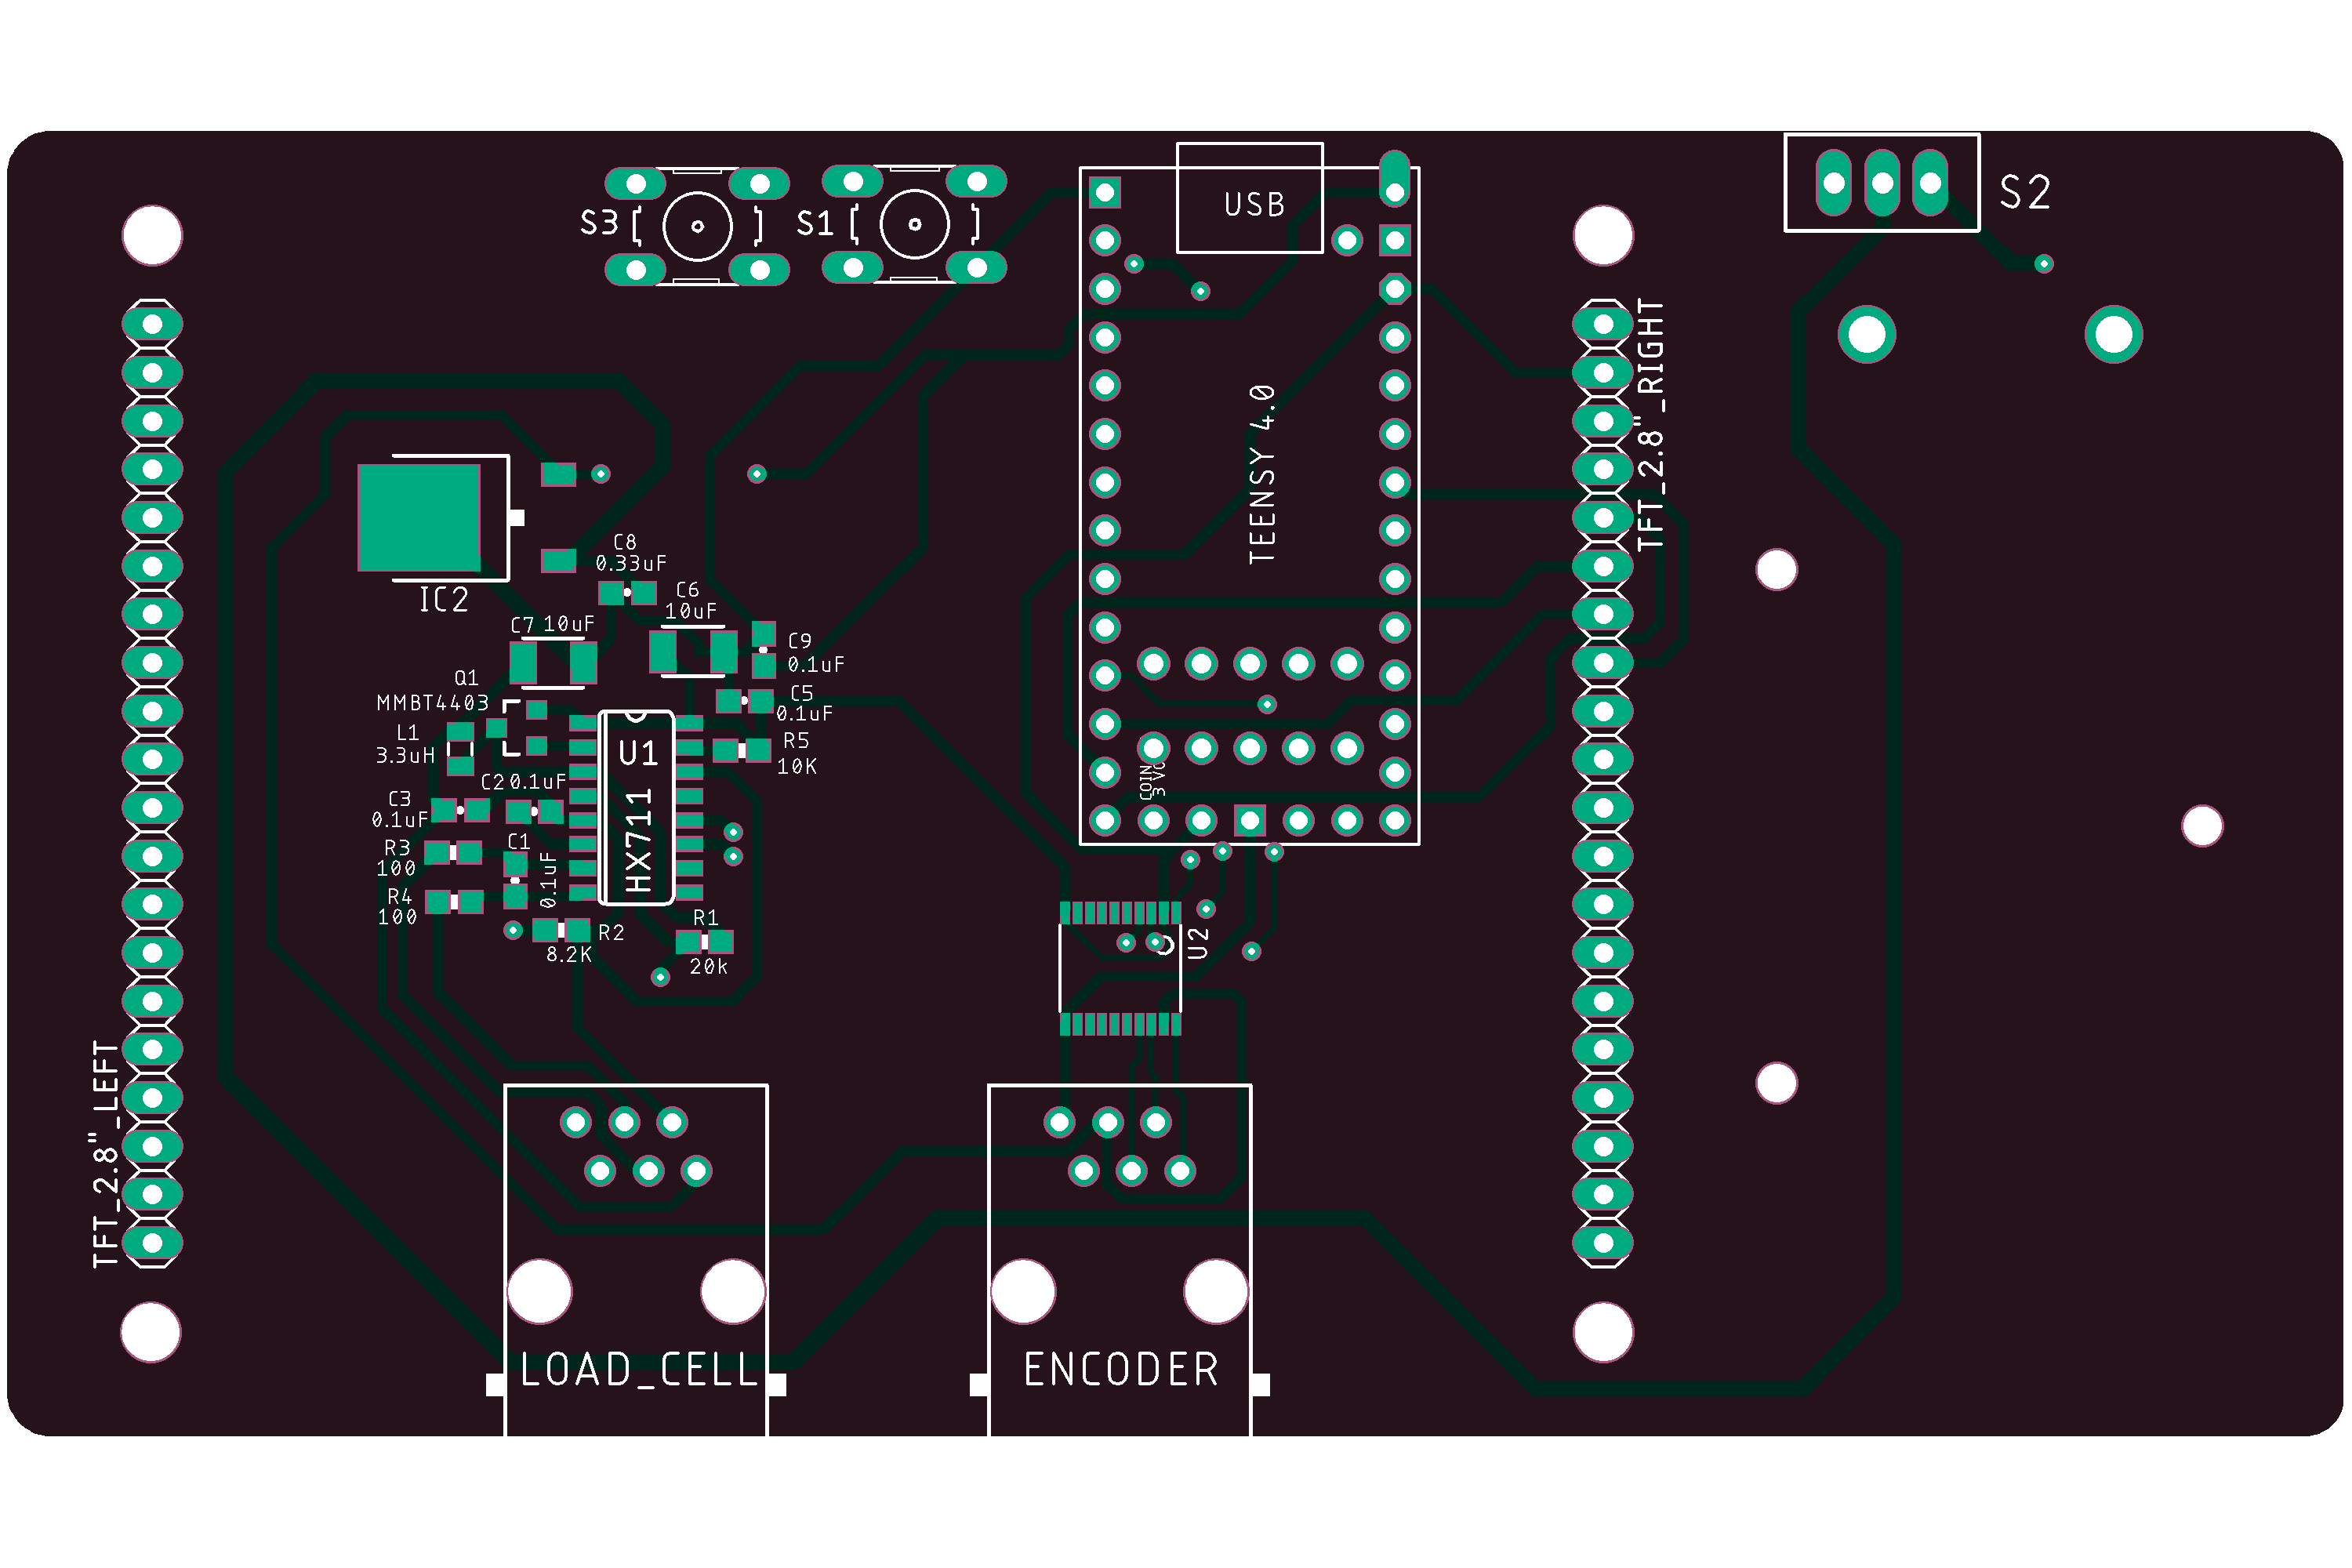 USB
S3
S1
S2
TFT_2.8"_RIGHT
TEENSY 4.0
C8
0.33uF
IC2
C6
10uF
C7 10uF
C9
0.1uF
Q1
MMBT4403
C5
0.1uF
L1
3.3uH
U1
HX711
R5
10K
C2 0.1uF
COIN
C3
0.1uF
C1
0.1uF
R3
100
R4
100
R1
20k
R2
8.2K
U2
TFT_2.8"_LEFT
LOAD_CELL
ENCODER